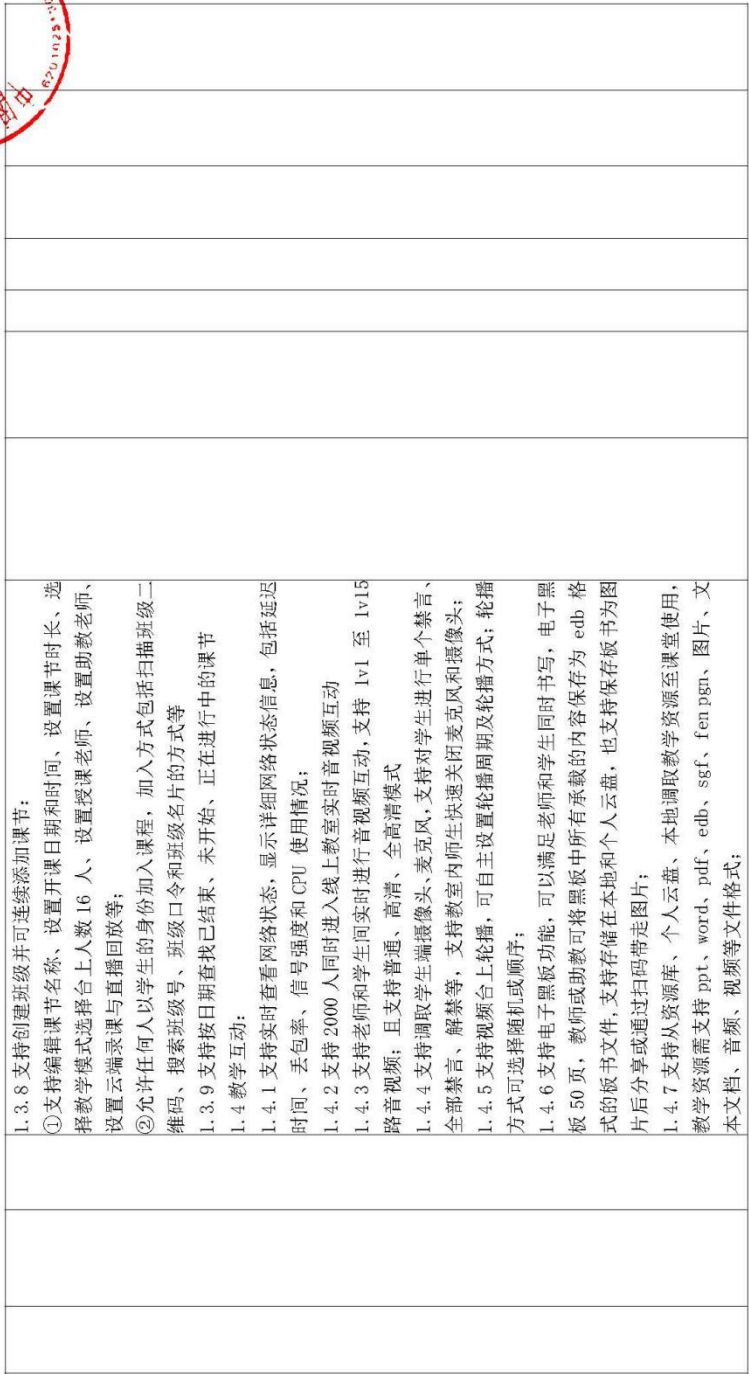 1.3.8 支持创建班级并可连续添加课节：
①支持编辑课节名称、设置开课日期和时间、设置课节时长、选
择教学模式选择台上人数 16 人、设置授课老师、设置助教老师、
设置云端录课与直播回放等；
②允许任何人以学生的身份加入课程，加入方式包括扫描班级二
维码、搜索班级号、班级口令和班级名片的方式等
1.3.9 支持按日期查找已结束、未开始、正在进行中的课节
1.4 教学互动：
1.4.1 支持实时查看网络状态，显示详细网络状态信息，包括延迟
时间、丢包率、信号强度和 CPU 使用情况；
1.4.2 支持 2000 人同时进入线上教室实时音视频互动
1.4.3 支持老师和学生间实时进行音视频互动,支持 1v1 至 1v15
路音视频；且支持普通、高清、全高清模式
1.4.4 支持调取学生端摄像头、麦克风,支持对学生进行单个禁言、
全部禁言、解禁等，支持教室内师生快速关闭麦克风和摄像头；
1.4.5 支持视频台上轮播，可自主设置轮播周期及轮播方式；轮播
方式可选择随机或顺序；
1.4.6 支持电子黑板功能，可以满足老师和学生同时书写，电子黑
板 50 页，教师或助教可将黑板中所有承载的内容保存为 edb 格
式的板书文件,支持存储在本地和个人云盘，也支持保存板书为图
片后分享或通过扫码带走图片；
1.4.7 支持从资源库、个人云盘、本地调取教学资源至课堂使用，
教学资源需支持 ppt、word、pdf、edb、sgf、fen pgn、图片、文
本文档、音频、视频等文件格式；